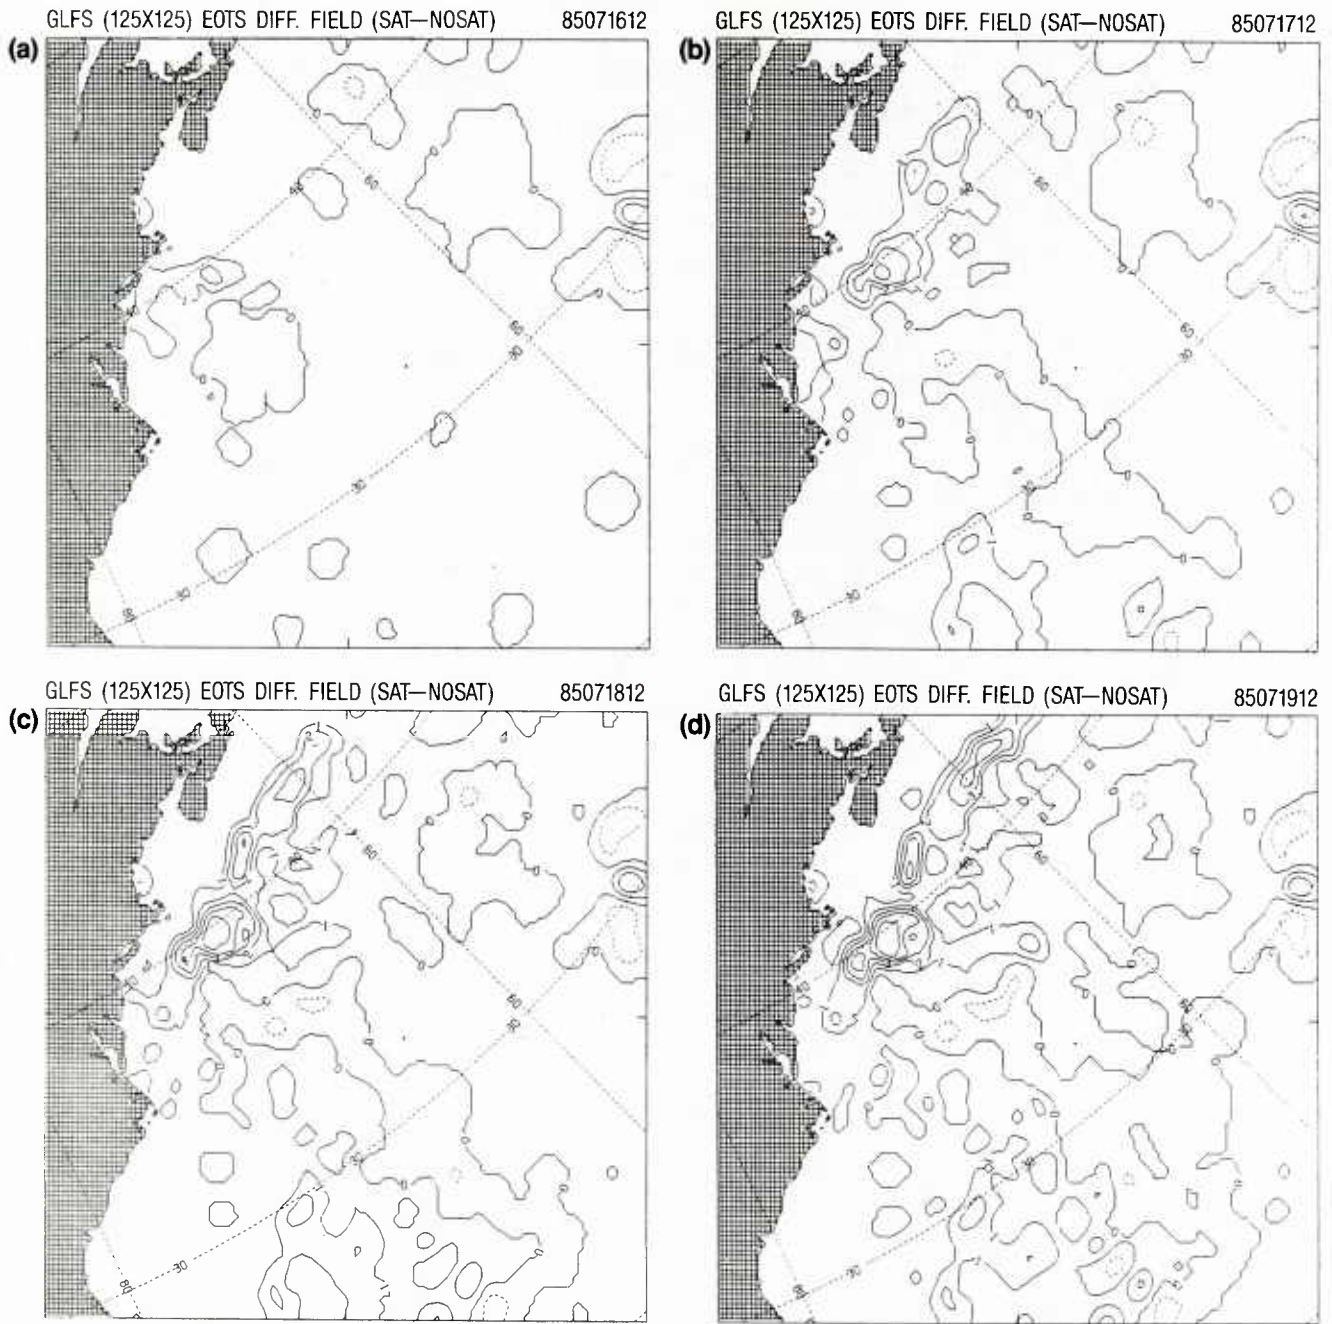 GLFS (125X125) EOTS DIFF. FIELD (SAT—NOSAT) 85071612
(a)
GLFS (125X125) EOTS DIFF. FIELD (SAT—NOSAT) 85071712
(b)
GLFS (125X125) EOTS DIFF. FIELD (SAT—NOSAT) 85071812
(c)
GLFS (125X125) EOTS DIFF. FIELD (SAT—NOSAT) 85071912
(d)